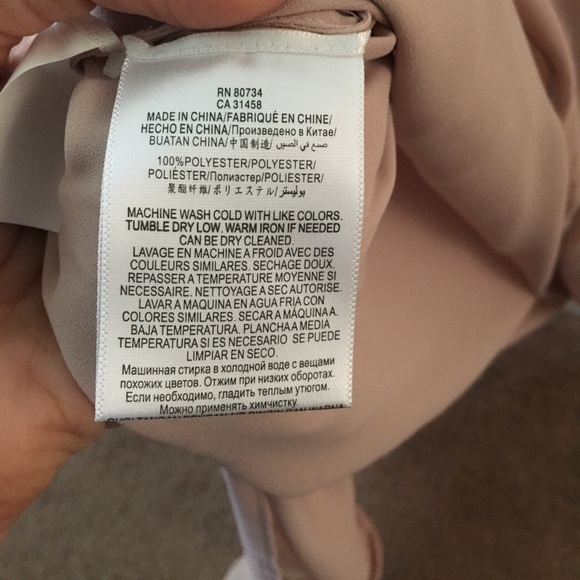 RN 80734
CA 31458
MADE IN CHINA/FABRIQUÉ EN CHINE/
HECHO EN CHINA/Произведено в Китае/
BUATAN CHINA/中国制造/ صنع في الصين
100%POLYESTER/POLYESTER/
POLIÉSTER/Полиэстер/POLIESTER/
聚酯纤维/ポリエステル/بوليستر
MACHINE WASH COLD WITH LIKE COLORS.
TUMBLE DRY LOW, WARM IRON IF NEEDED
CAN BE DRY CLEANED.
LAVAGE EN MACHINE A FROID AVEC DES
COULEURS SIMILAIRES. SECHAGE DOUX.
REPASSER A TEMPERATURE MOYENNE SI
NECESSAIRE. NETTOYAGE A SEC AUTORISE.
LAVAR A MAQUINA EN AGUA FRIA CON
COLORES SIMILARES. SECAR A MÁQUINA A
BAJA TEMPERATURA. PLANCHA A MEDIA
TEMPERATURA SI ES NECESARIO SE PUEDE
LIMPIAR EN SECO.
Машинная стирка в холодной воде с вещами
похожих цветов. Отжим при низких оборотах.
Если необходимо, гладить теплым утюгом.
Можно применять химчистку.